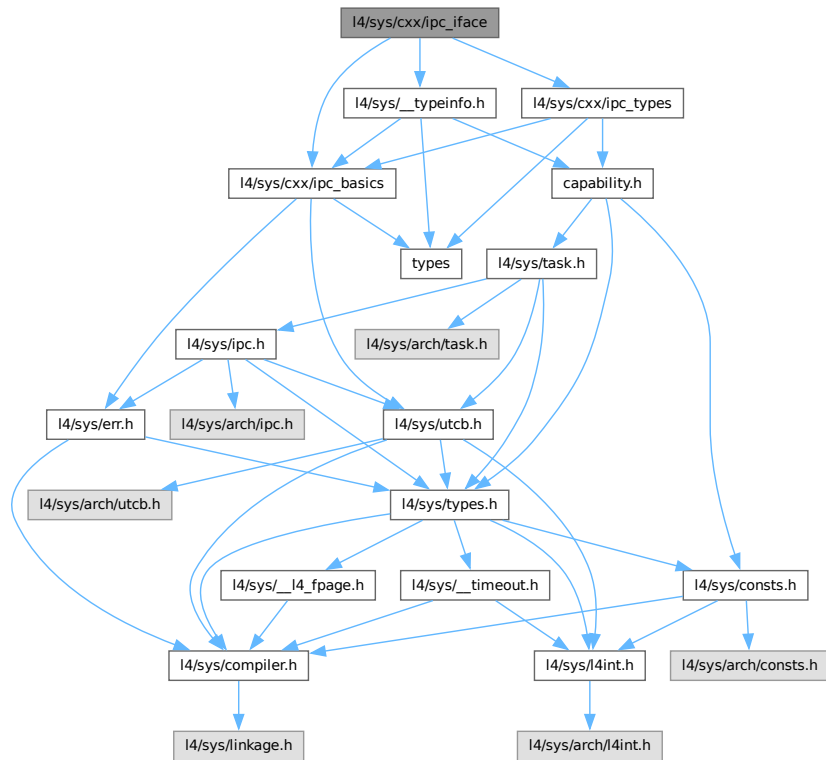 l4/sys/cxx/ipc_iface
l4/sys/__typeinfo.h
l4/sys/cxx/ipc_types
l4/sys/cxx/ipc_basics
capability.h
types
l4/sys/task.h
l4/sys/ipc.h
l4/sys/arch/task.h
l4/sys/err.h
l4/sys/arch/ipc.h
l4/sys/utcb.h
l4/sys/arch/utcb.h
l4/sys/types.h
l4/sys/__l4_fpage.h
l4/sys/__timeout.h
l4/sys/consts.h
l4/sys/compiler.h
l4/sys/l4int.h
l4/sys/arch/consts.h
l4/sys/linkage.h
l4/sys/arch/l4int.h